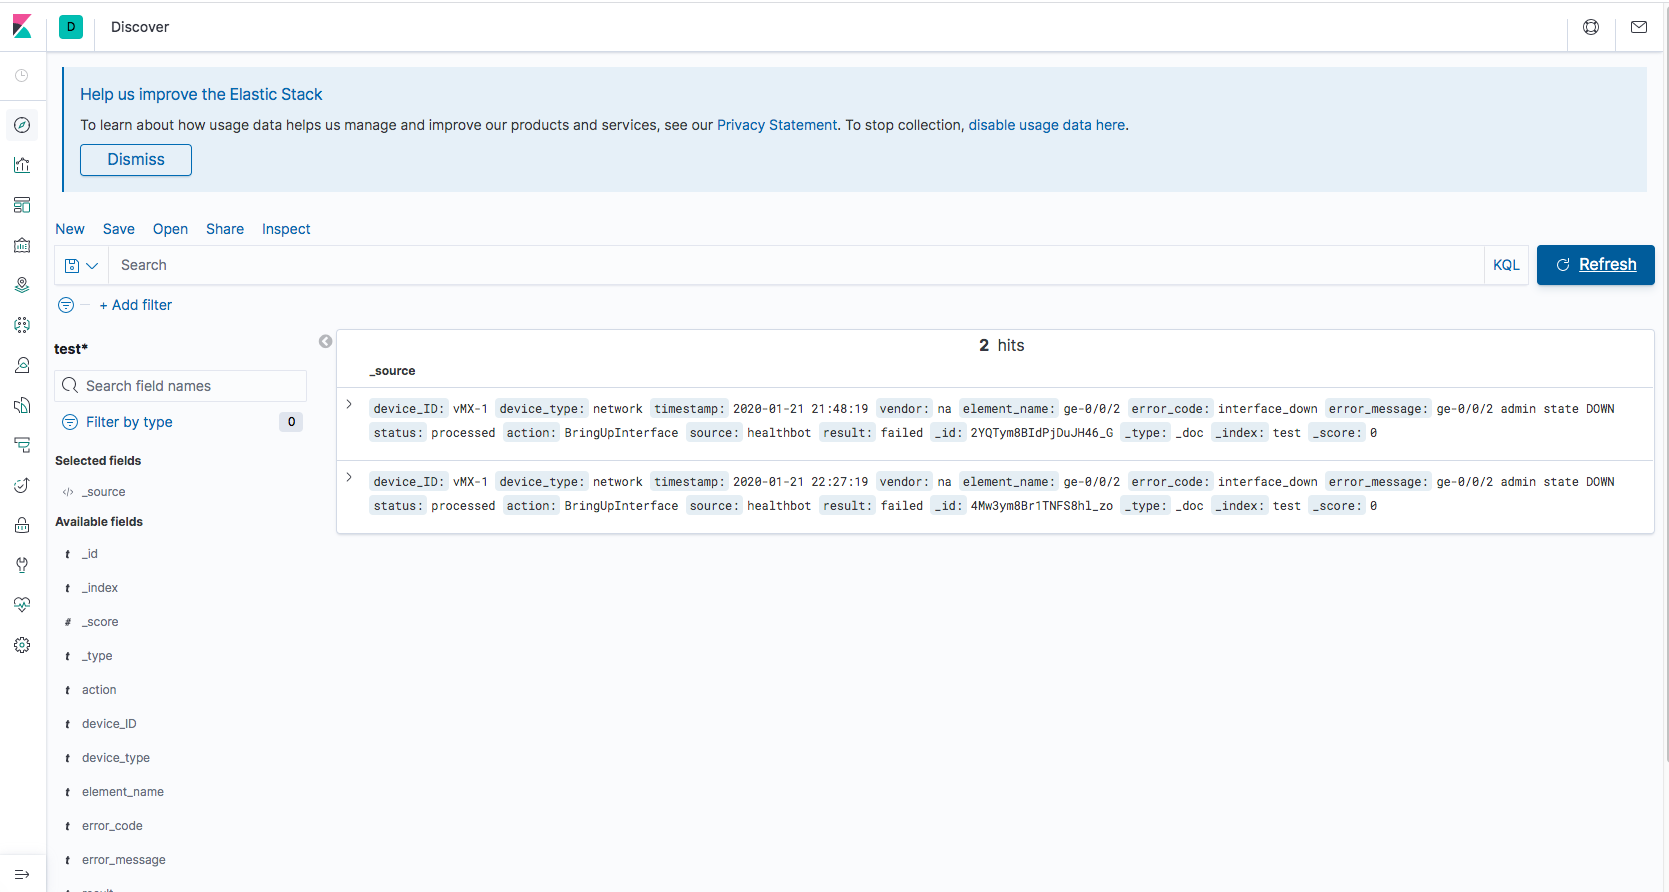 D Discover
Help us improve the Elastic Stack
To learn about how usage data helps us manage and improve our products and services, see our Privacy Statement. To stop collection, disable usage data here.
Dismiss
New Save Open Share Inspect
Search KQL Refresh
+ Add filter
test*
Search field names
Filter by type 0
Selected fields
</> _source
Available fields
t _id
t _index
# _score
t _type
t action
t device_ID
t device_type
t element_name
t error_code
t error_message
2 hits
_source
device_ID: vMX-1 device_type: network timestamp: 2020-01-21 21:48:19 vendor: na element_name: ge-0/0/2 error_code: interface_down error_message: ge-0/0/2 admin state DOWN
status: processed action: BringUpInterface source: healthbot result: failed _id: 2YQTym8BIdPjDuJH46_G _type: _doc _index: test _score: 0
device_ID: vMX-1 device_type: network timestamp: 2020-01-21 22:27:19 vendor: na element_name: ge-0/0/2 error_code: interface_down error_message: ge-0/0/2 admin state DOWN
status: processed action: BringUpInterface source: healthbot result: failed _id: 4Mw3ym8Br1TNFS8hl_zo _type: _doc _index: test _score: 0